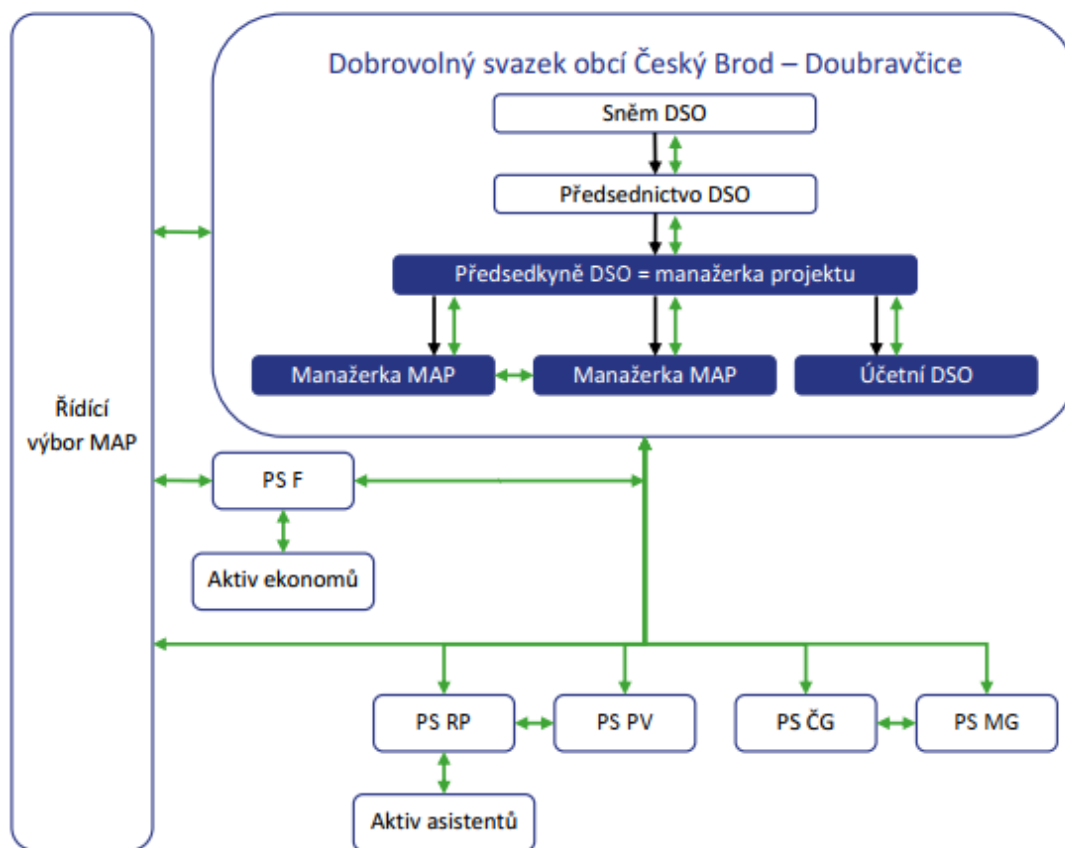 Dobrovolný svazek obcí Český Brod – Doubravčice
Sněm DSO
Předsednictvo DSO
Předsedkyně DSO = manažerka projektu
Manažerka MAP
Manažerka MAP
Účetní DSO
Řídící
výbor MAP
PS F
Aktiv ekonomů
PS RP
PS PV
PS ČG
PS MG
Aktiv asistentů